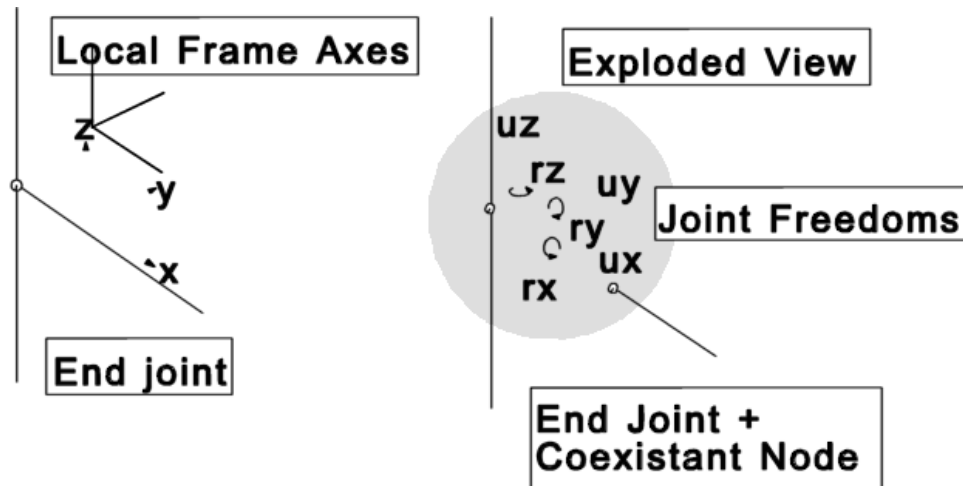 Local Frame Axes
z
y
x
End joint
Exploded View
uz
rz
uy
Joint Freedoms
ry
ux
rx
End Joint +
Coexistant Node